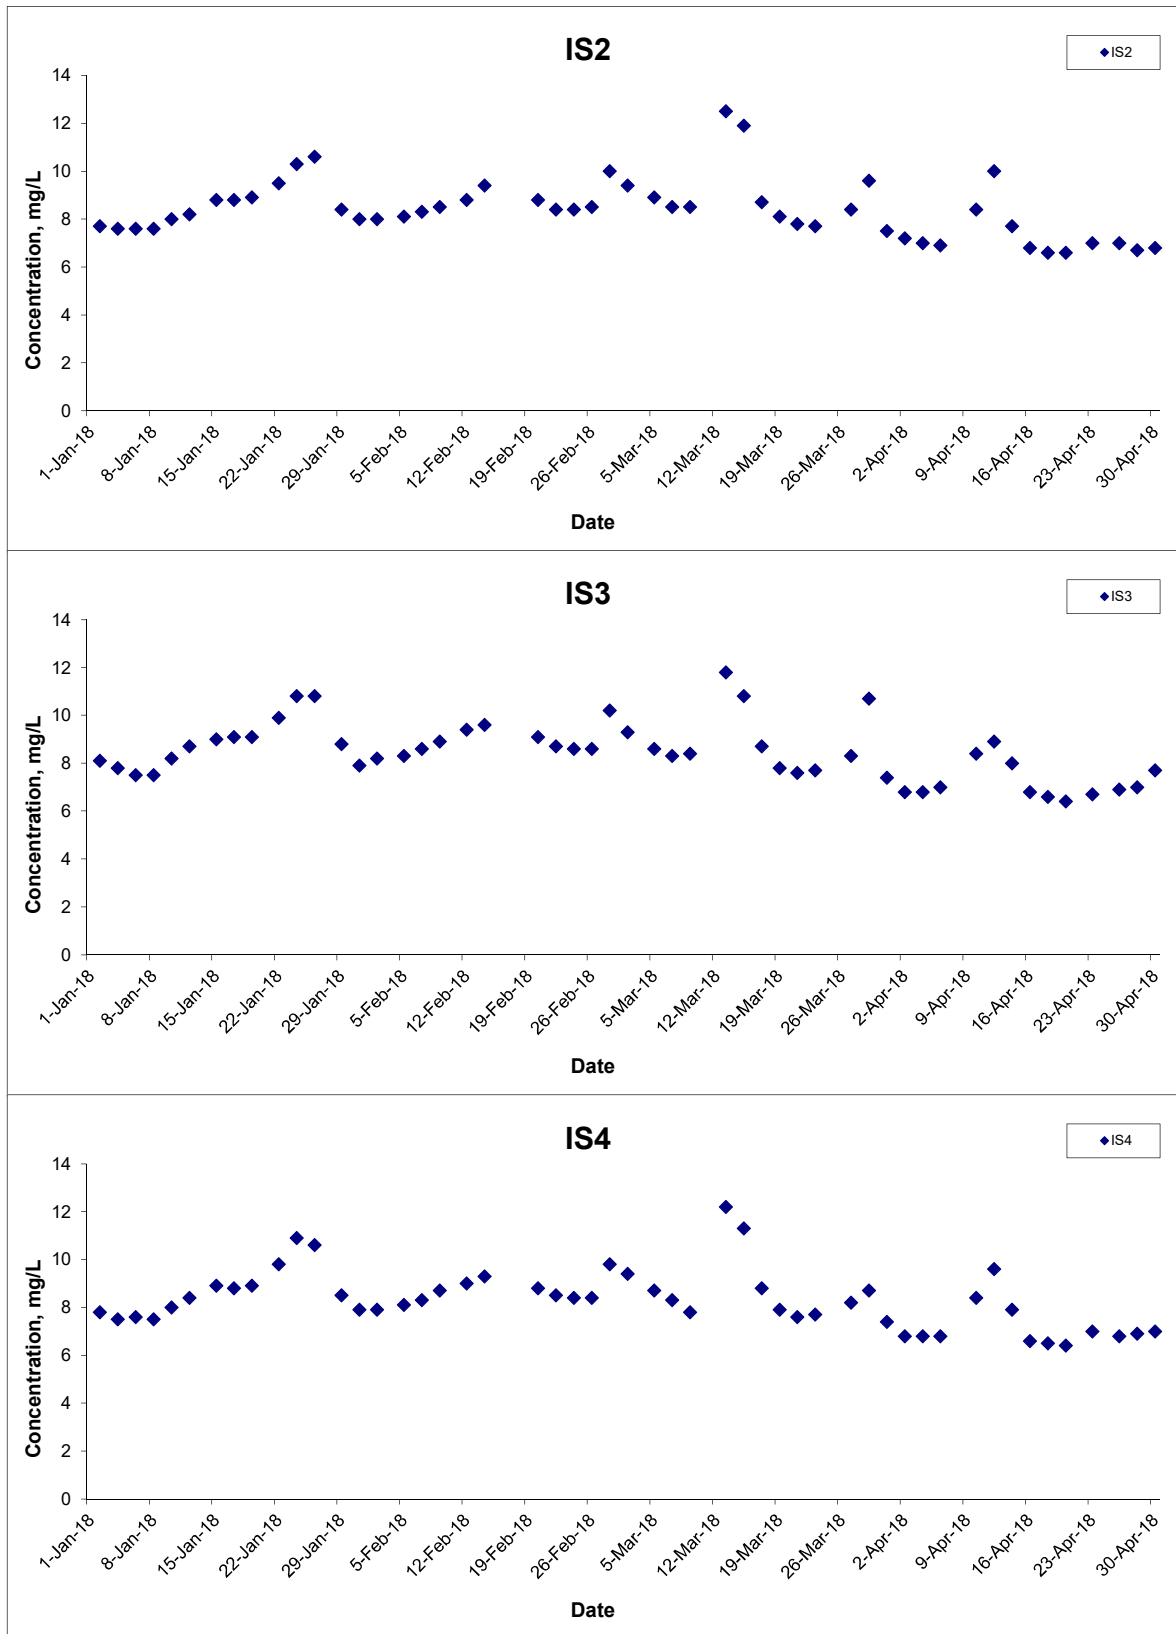 IS2
IS2
14
12
10
8
6
4
2
0
Concentration, mg/L
1-Jan-18
8-Jan-18
15-Jan-18
22-Jan-18
29-Jan-18
5-Feb-18
12-Feb-18
19-Feb-18
26-Feb-18
5-Mar-18
12-Mar-18
19-Mar-18
26-Mar-18
2-Apr-18
9-Apr-18
16-Apr-18
23-Apr-18
30-Apr-18
Date
IS3
IS3
14
12
10
8
6
4
2
0
Concentration, mg/L
1-Jan-18
8-Jan-18
15-Jan-18
22-Jan-18
29-Jan-18
5-Feb-18
12-Feb-18
19-Feb-18
26-Feb-18
5-Mar-18
12-Mar-18
19-Mar-18
26-Mar-18
2-Apr-18
9-Apr-18
16-Apr-18
23-Apr-18
30-Apr-18
Date
IS4
IS4
14
12
10
8
6
4
2
0
Concentration, mg/L
1-Jan-18
8-Jan-18
15-Jan-18
22-Jan-18
29-Jan-18
5-Feb-18
12-Feb-18
19-Feb-18
26-Feb-18
5-Mar-18
12-Mar-18
19-Mar-18
26-Mar-18
2-Apr-18
9-Apr-18
16-Apr-18
23-Apr-18
30-Apr-18
Date